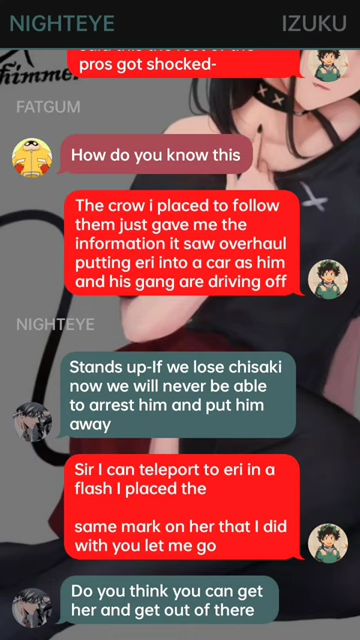 NIGHTEYE
IZUKU
pros got shocked-
FATGUM
How do you know this
The crow i placed to follow
them just gave me the
information it saw overhaul
putting eri into a car as him
and his gang are driving off
NIGHTEYE
Stands up-If we lose chisaki
now we will never be able
to arrest him and put him
away
Sir I can teleport to eri in a
flash I placed the
same mark on her that I did
with you let me go
Do you think you can get
her and get out of there